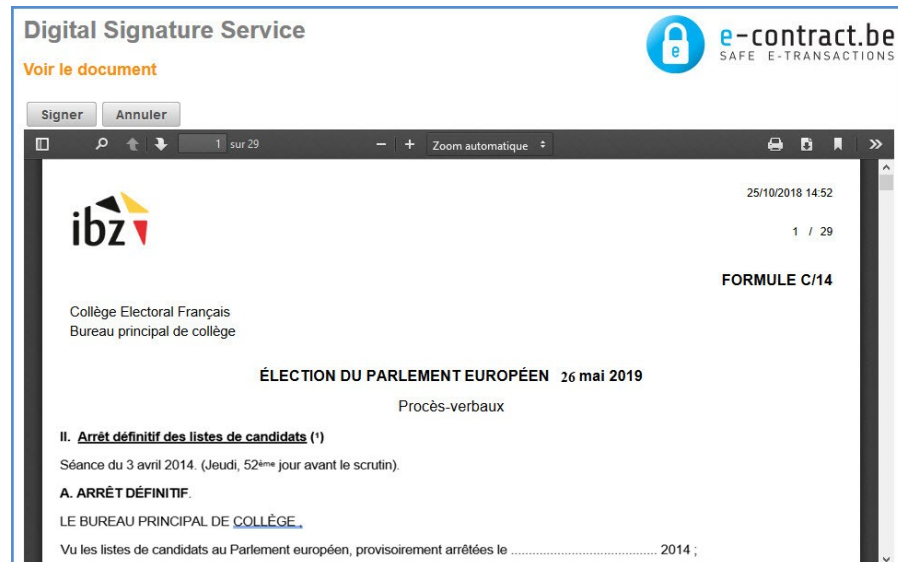 Digital Signature Service
e-contract.be
SAFE E-TRANSACTIONS
Voir le document
Signer Annuler
1 sur 29 Zoom automatique
25/10/2018 14:52
ibz
1 / 29
FORMULE C/14
Collège Electoral Français
Bureau principal de collège
ÉLECTION DU PARLEMENT EUROPÉEN 26 mai 2019
Procès-verbaux
II. Arrêt définitif des listes de candidats (¹)
Séance du 3 avril 2014. (Jeudi, 52ème jour avant le scrutin).
A. ARRÊT DÉFINITIF.
LE BUREAU PRINCIPAL DE COLLÈGE ,
Vu les listes de candidats au Parlement européen, provisoirement arrêtées le ........................................... 2014 ;